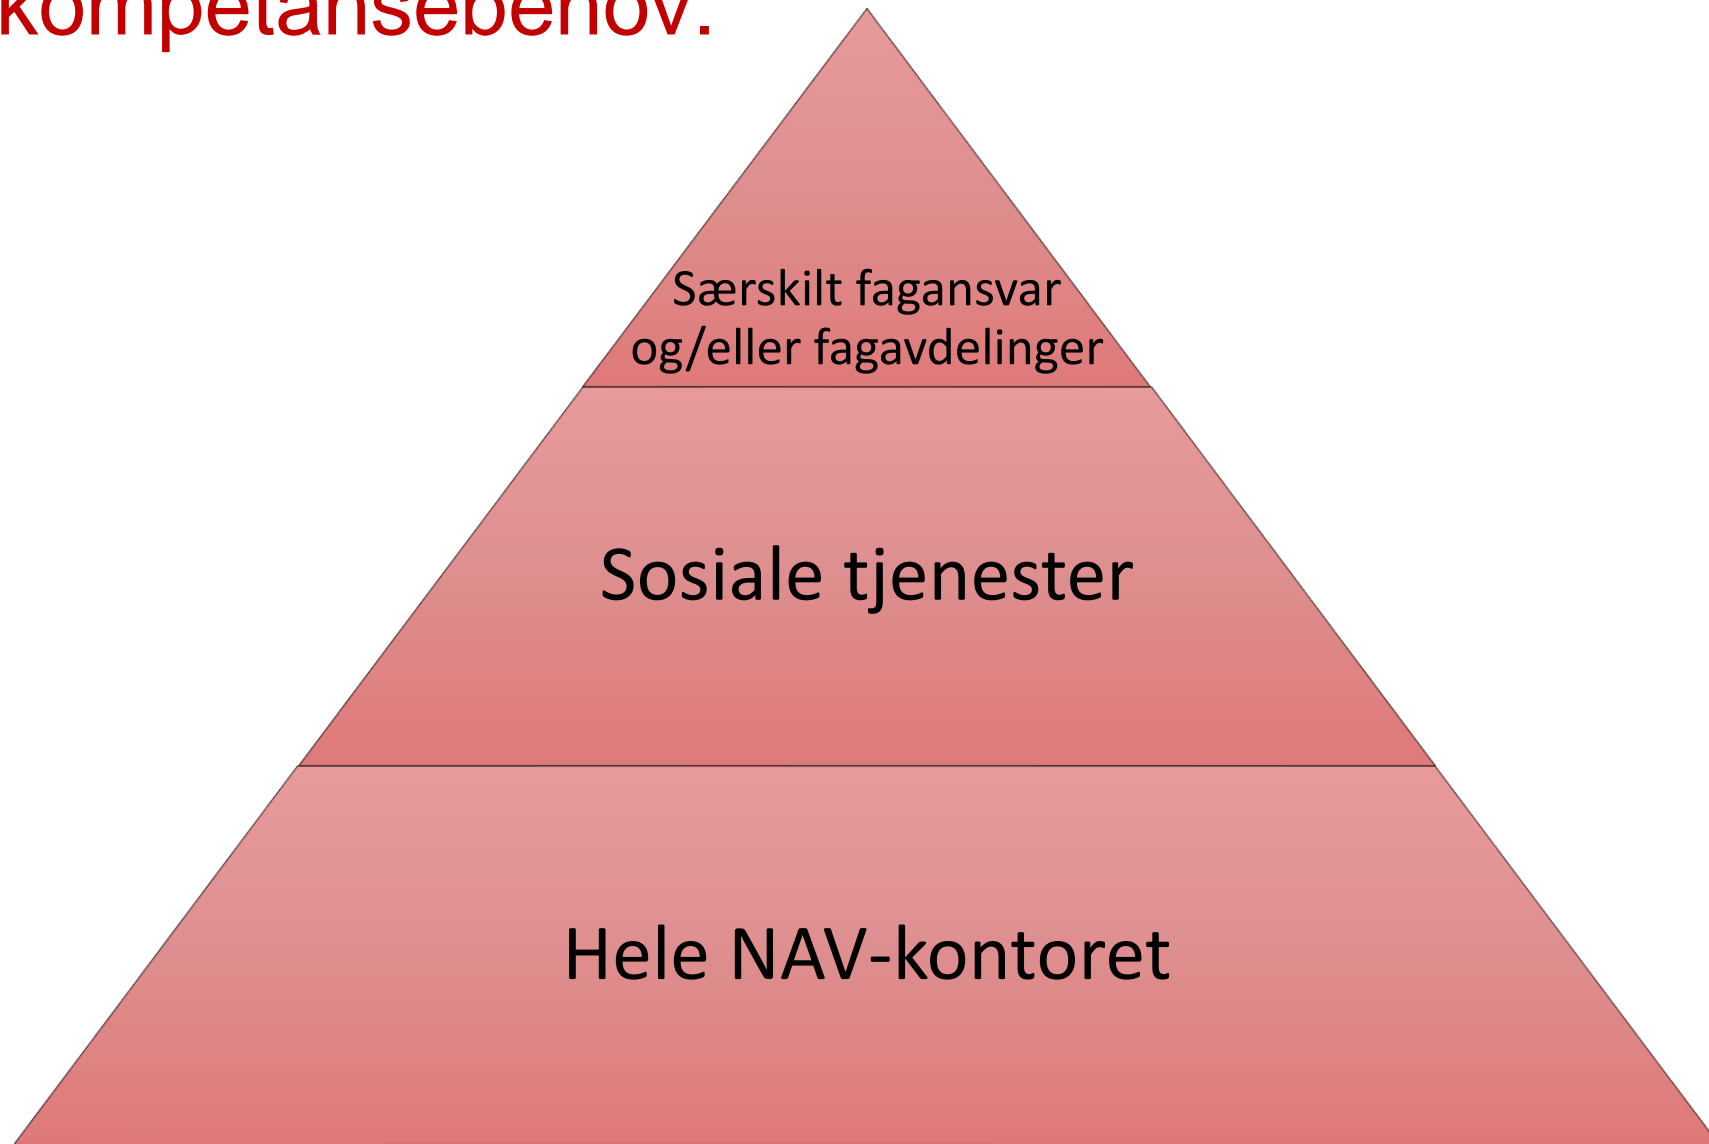 kompetansebehov.
Særskilt fagansvar
og/eller fagavdelinger
Sosiale tjenester
Hele NAV-kontoret